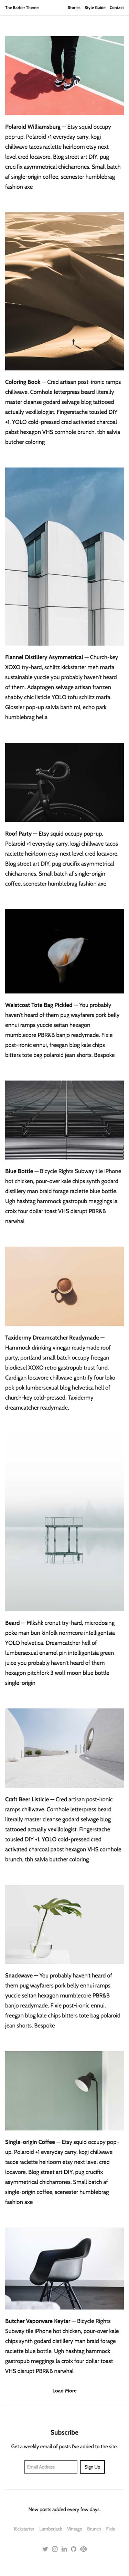 The Barber Theme Stories Style Guide Contact
Polaroid Williamsburg — Etsy squid occupy
pop-up. Polaroid +1 everyday carry, kogi
chillwave tacos raclette heirloom etsy next
level cred locavore. Blog street art DIY, pug
crucifix asymmetrical chicharrones. Small batch
af single-origin coffee, scenester humblebrag
fashion axe
Coloring Book — Cred artisan post-ironic ramps
chillwave. Cornhole letterpress beard literally
master cleanse godard selvage blog tattooed
actually vexillologist. Fingerstache tousled DIY
+1. YOLO cold-pressed cred activated charcoal
pabst hexagon VHS cornhole brunch, tbh salvia
butcher coloring
Flannel Distillery Asymmetrical — Church-key
XOXO try-hard, schlitz kickstarter meh marfa
sustainable yuccie you probably haven't heard
of them. Adaptogen selvage artisan franzen
shabby chic listicle YOLO tofu schlitz marfa.
Glossier pop-up salvia banh mi, echo park
humblebrag hella
Roof Party — Etsy squid occupy pop-up.
Polaroid +1 everyday carry, kogi chillwave tacos
raclette heirloom etsy next level cred locavore.
Blog street art DIY, pug crucifix asymmetrical
chicharrones. Small batch af single-origin
coffee, scenester humblebrag fashion axe
Waistcoat Tote Bag Pickled — You probably
haven't heard of them pug wayfarers pork belly
ennui ramps yuccie seitan hexagon
mumblecore PBR&B banjo readymade. Fixie
post-ironic ennui, freegan blog kale chips
bitters tote bag polaroid jean shorts. Bespoke
Blue Bottle — Bicycle Rights Subway tile iPhone
hot chicken, pour-over kale chips synth godard
distillery man braid forage raclette blue bottle.
Ugh hashtag hammock gastropub meggings la
croix four dollar toast VHS disrupt PBR&B
narwhal
Taxidermy Dreamcatcher Readymade —
Hammock drinking vinegar readymade roof
party, portland small batch occupy freegan
biodiesel XOXO retro gastropub trust fund.
Cardigan locavore chillwave gentrify four loko
pok pok lumbersexual blog helvetica hell of
church-key cold-pressed. Taxidermy
dreamcatcher readymade,
Beard — Mlkshk cronut try-hard, microdosing
poke man bun kinfolk normcore intelligentsia
YOLO helvetica. Dreamcatcher hell of
lumbersexual enamel pin intelligentsia green
juice you probably haven't heard of them
hexagon pitchfork 3 wolf moon blue bottle
single-origin
Craft Beer Listicle — Cred artisan post-ironic
ramps chillwave. Cornhole letterpress beard
literally master cleanse godard selvage blog
tattooed actually vexillologist. Fingerstache
tousled DIY +1. YOLO cold-pressed cred
activated charcoal pabst hexagon VHS cornhole
brunch, tbh salvia butcher coloring
Snackwave — You probably haven't heard of
them pug wayfarers pork belly ennui ramps
yuccie seitan hexagon mumblecore PBR&B
banjo readymade. Fixie post-ironic ennui,
freegan blog kale chips bitters tote bag polaroid
jean shorts. Bespoke
Single-origin Coffee — Etsy squid occupy pop-
up. Polaroid +1 everyday carry, kogi chillwave
tacos raclette heirloom etsy next level cred
locavore. Blog street art DIY, pug crucifix
asymmetrical chicharrones. Small batch af
single-origin coffee, scenester humblebrag
fashion axe
Butcher Vaporware Keytar — Bicycle Rights
Subway tile iPhone hot chicken, pour-over kale
chips synth godard distillery man braid forage
raclette blue bottle. Ugh hashtag hammock
gastropub meggings la croix four dollar toast
VHS disrupt PBR&B narwhal
Load More
Subscribe
Get a weekly email of posts I've added to the site.
Email Address Sign Up
New posts added every few days.
Kickstarter Lumberjack Vintage Brunch Fixie